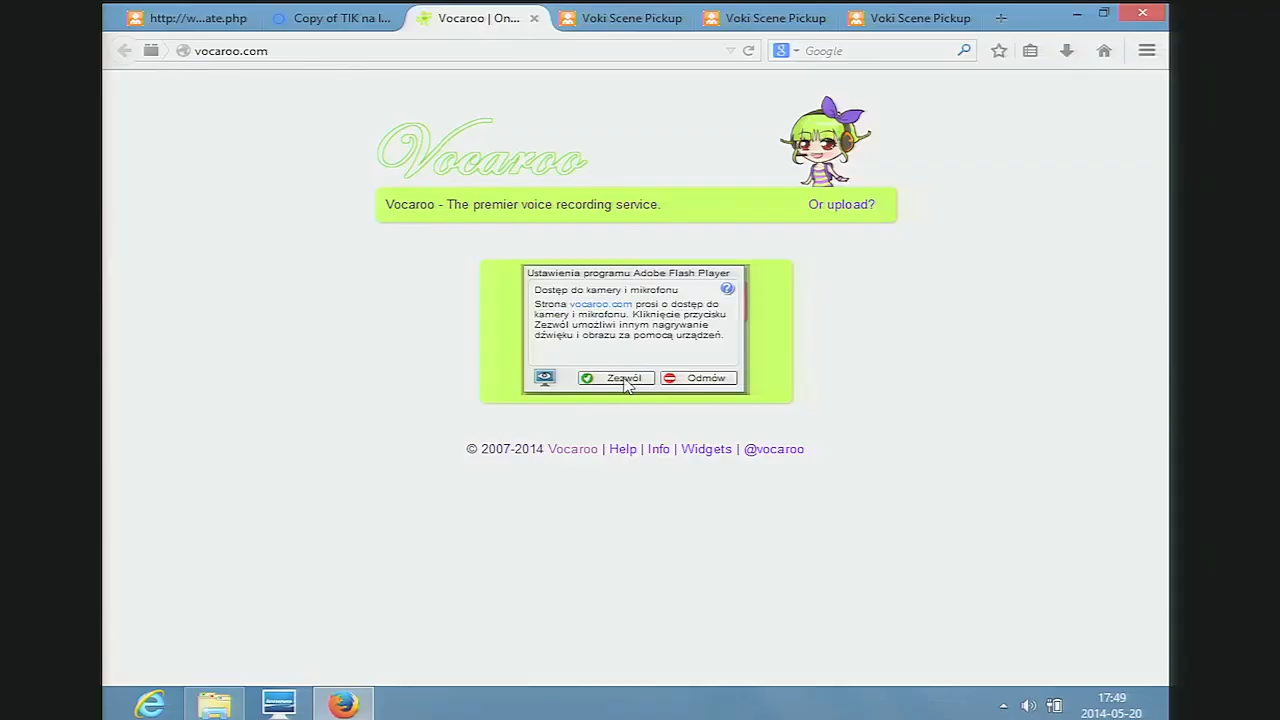 http://w...ate.php
Copy of TIK na l...
Vocaroo | On...
Voki Scene Pickup
Voki Scene Pickup
Voki Scene Pickup
vocaroo.com
Google
Vocaroo
Vocaroo - The premier voice recording service.
Or upload?
Ustawienia programu Adobe Flash Player
Dostęp do kamery i mikrofonu
Strona vocaroo.com prosi o dostęp do
kamery i mikrofonu. Kliknięcie przycisku
Zezwól umożliwi innym nagrywanie
dźwięku i obrazu za pomocą urządzeń.
Zezwól
Odmów
© 2007-2014 Vocaroo | Help | Info | Widgets | @vocaroo
17:49
2014-05-20